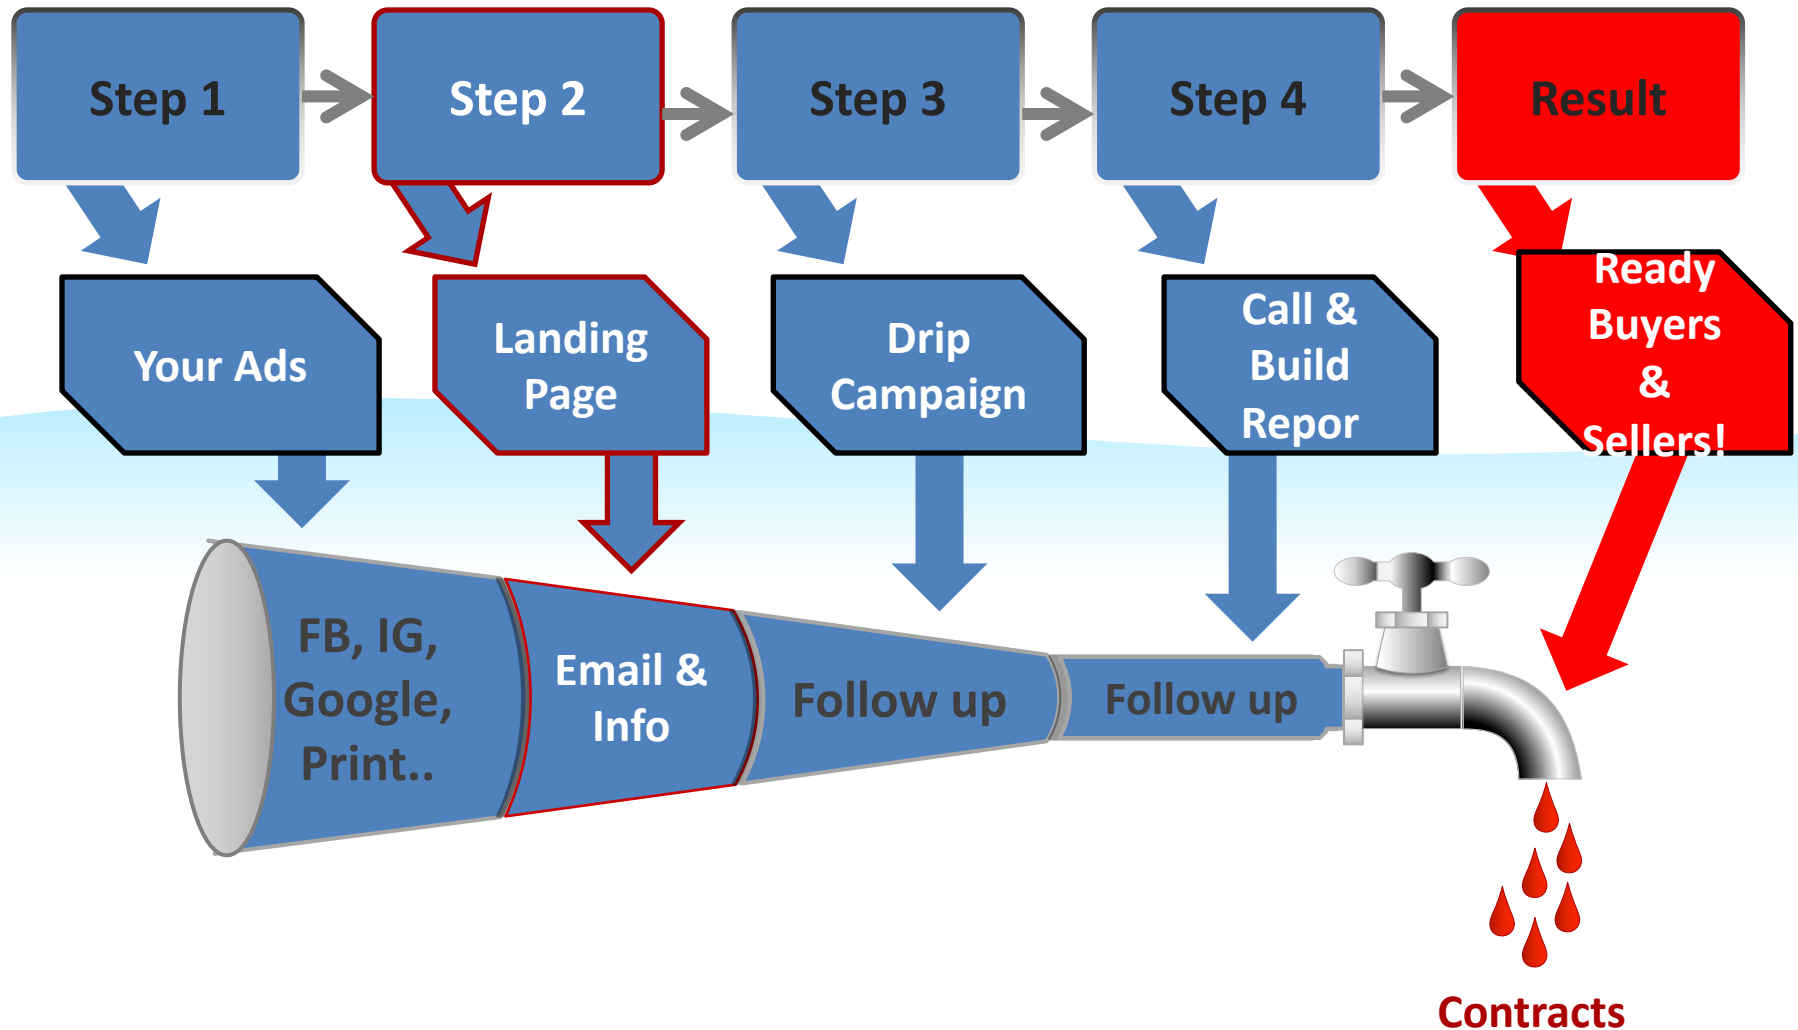 Step 1
Step 2
Step 3
Step 4
Result
Your Ads
Landing
Page
Drip
Campaign
Call &
Build
Repor
Ready
Buyers
&
Sellers!
FB, IG,
Google,
Print..
Email &
Info
Follow up
Follow up
Contracts